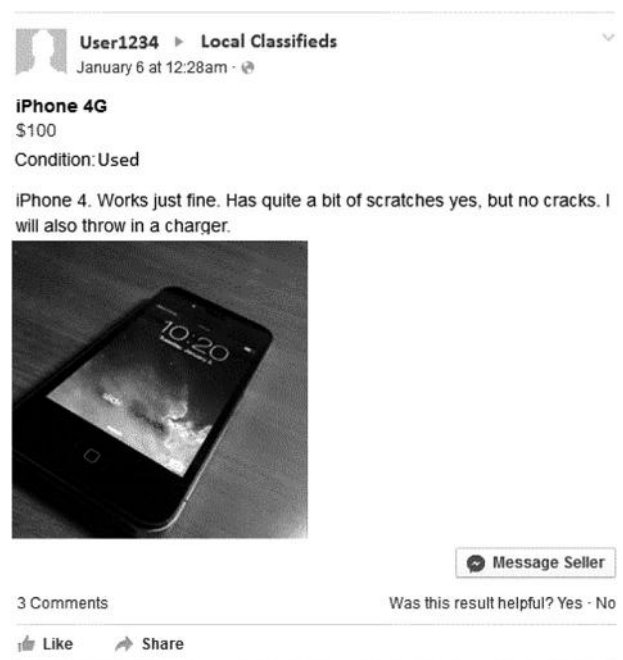 User1234 ▸ Local Classifieds
January 6 at 12:28am ·
iPhone 4G
$100
Condition: Used
iPhone 4. Works just fine. Has quite a bit of scratches yes, but no cracks. I
will also throw in a charger.
10:20
Message Seller
3 Comments
Was this result helpful? Yes · No
Like
Share